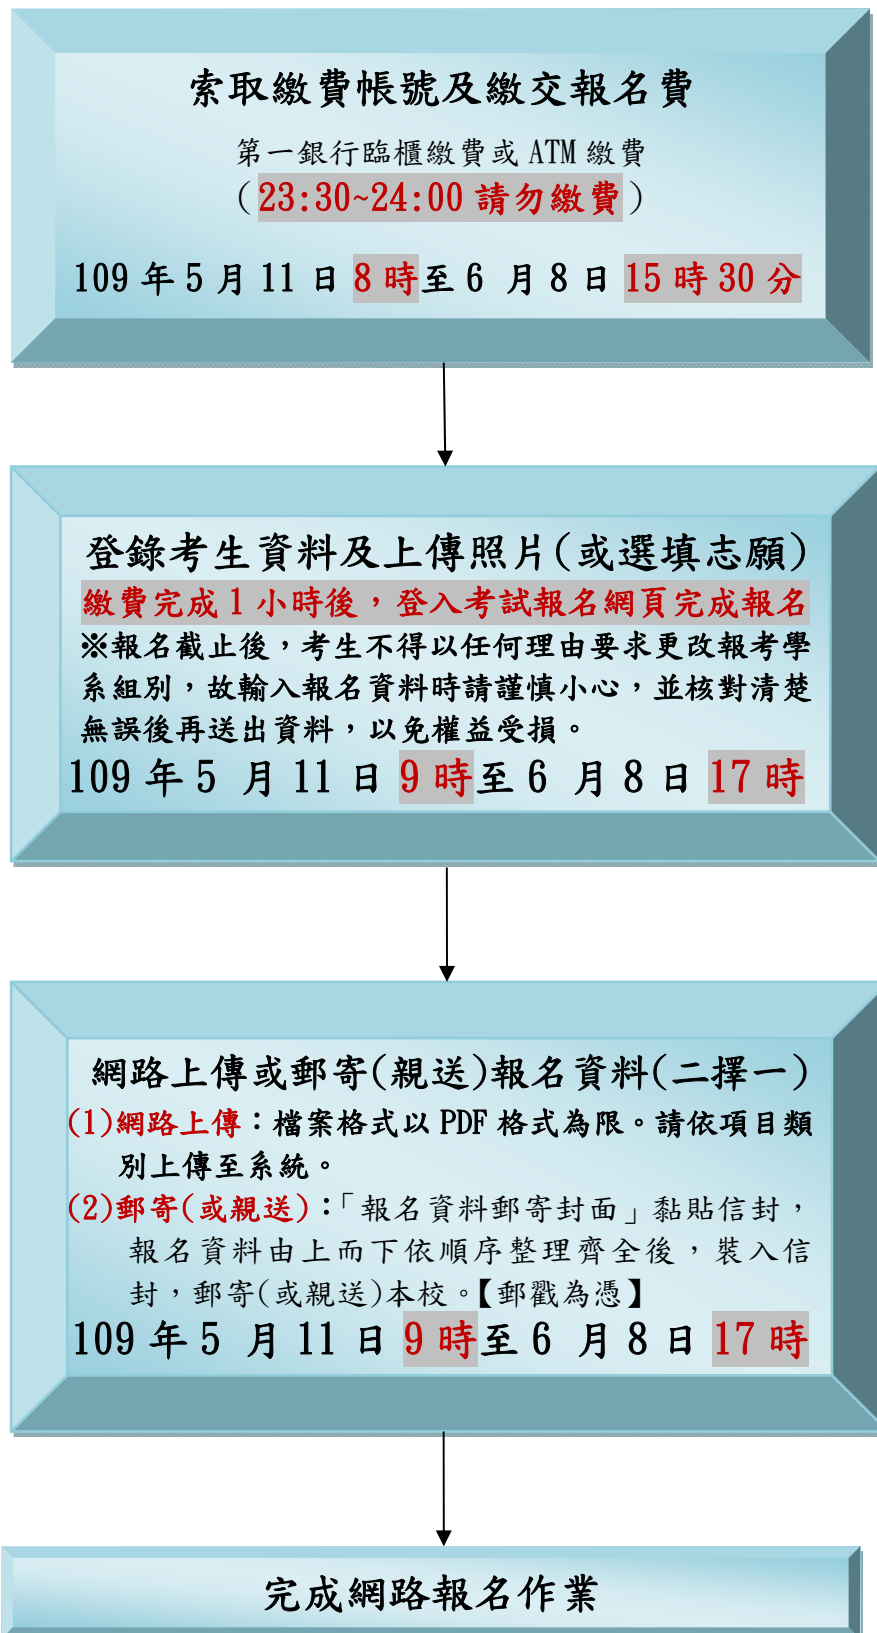 索取繳費帳號及繳交報名費
第一銀行臨櫃繳費或 ATM 繳費
(23:30~24:00 請勿繳費)
109 年 5 月 11 日 8 時至 6 月 8 日 15 時 30 分
登錄考生資料及上傳照片(或選填志願)
繳費完成 1 小時後，登入考試報名網頁完成報名
※報名截止後，考生不得以任何理由要求更改報考學
系組別，故輸入報名資料時請謹慎小心，並核對清楚
無誤後再送出資料，以免權益受損。
109 年 5 月 11 日 9 時至 6 月 8 日 17 時
網路上傳或郵寄(親送)報名資料(二擇一)
(1)網路上傳：檔案格式以 PDF 格式為限。請依項目類
別上傳至系統。
(2)郵寄(或親送)：「報名資料郵寄封面」黏貼信封，
報名資料由上而下依順序整理齊全後，裝入信
封，郵寄(或親送)本校。【郵戳為憑】
109 年 5 月 11 日 9 時至 6 月 8 日 17 時
完成網路報名作業